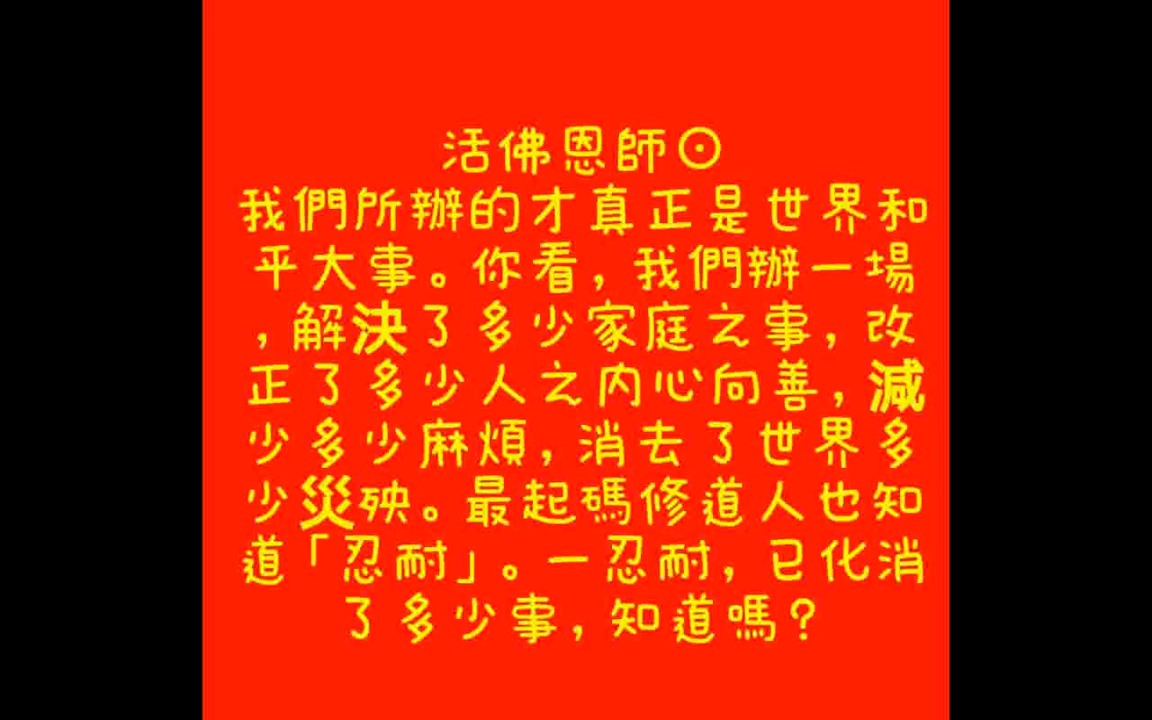 活佛恩師⊙
我們所辦的才真正是世界和
平大事。你看，我們辦一場
，解決了多少家庭之事，改
正了多少人之內心向善，減
少多少麻煩，消去了世界多
少災殃。最起碼修道人也知
道「忍耐」。一忍耐，已化消
了多少事，知道嗎？